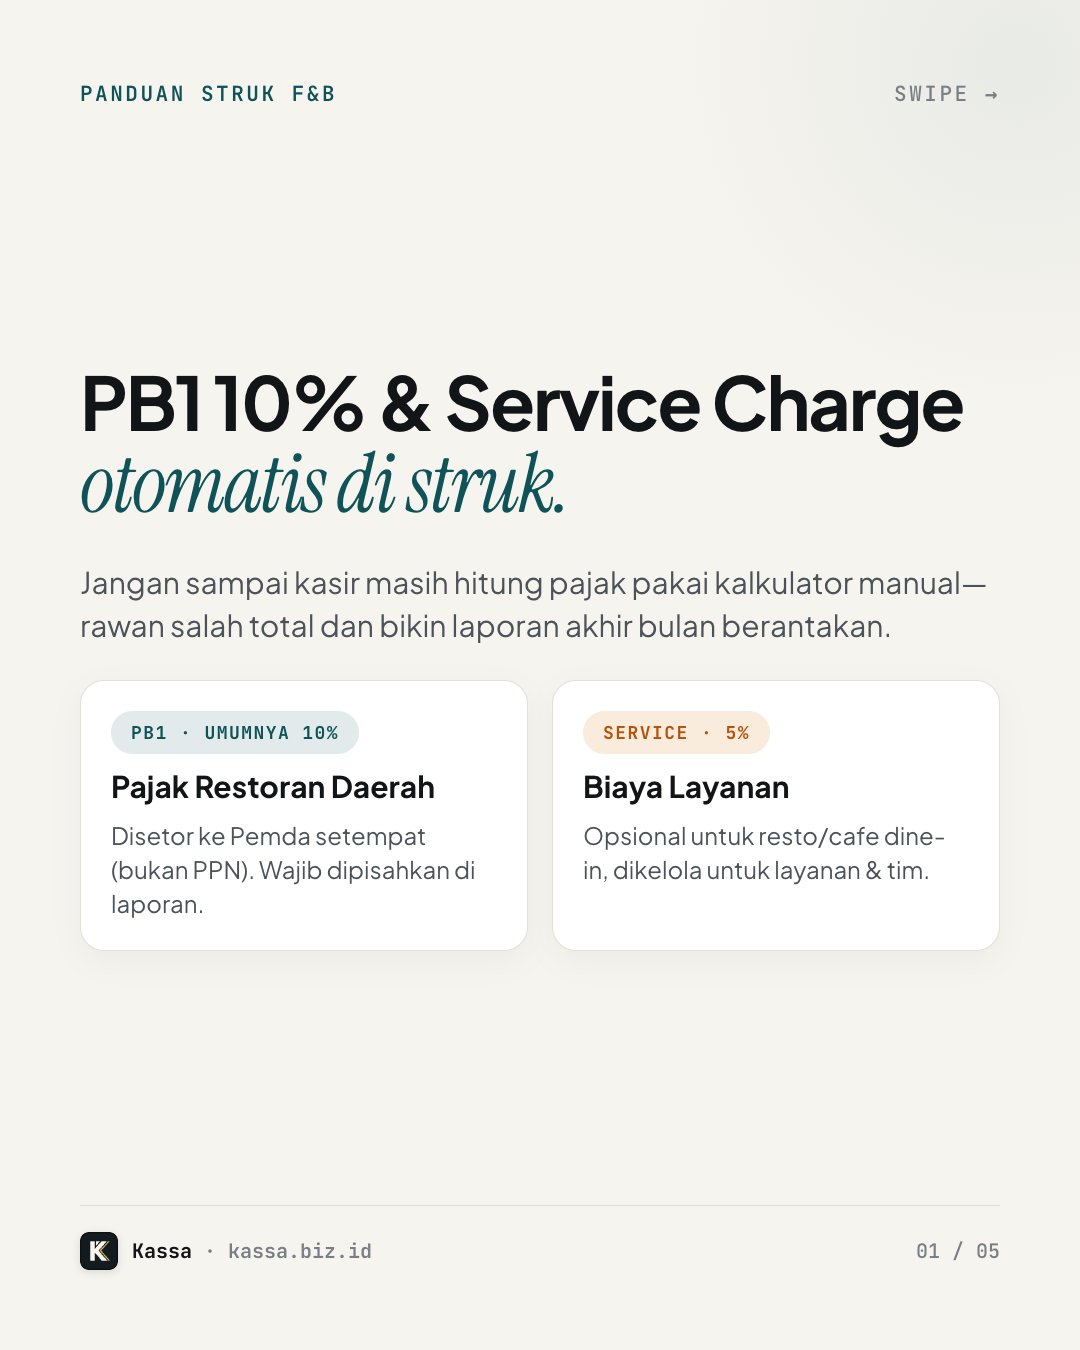 PANDUAN STRUK F&B
SWIPE →
PB1 10% & Service Charge
otomatis di struk.
Jangan sampai kasir masih hitung pajak pakai kalkulator manual—
rawan salah total dan bikin laporan akhir bulan berantakan.
PB1 · UMUMNYA 10%
Pajak Restoran Daerah
Disetor ke Pemda setempat
(bukan PPN). Wajib dipisahkan di
laporan.
SERVICE · 5%
Biaya Layanan
Opsional untuk resto/cafe dine-
in, dikelola untuk layanan & tim.
K Kassa · kassa.biz.id
01 / 05